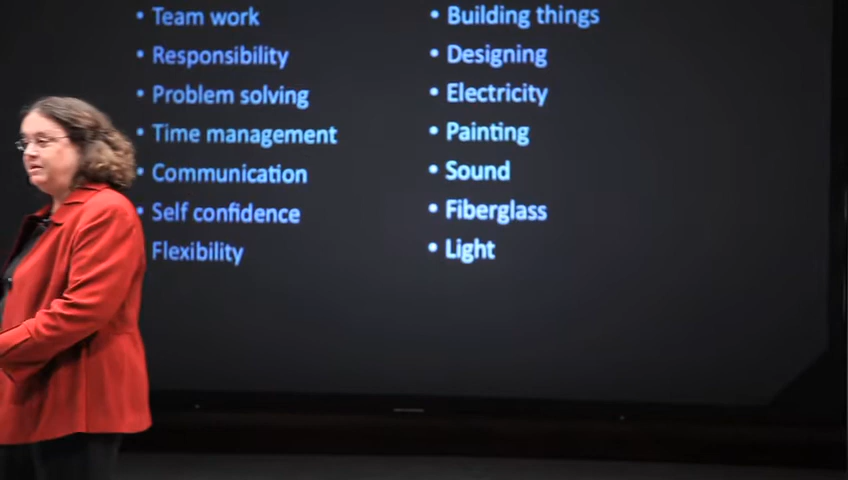 • Team work
• Responsibility
• Problem solving
• Time management
• Communication
• Self confidence
Flexibility
• Building things
• Designing
• Electricity
• Painting
• Sound
• Fiberglass
• Light